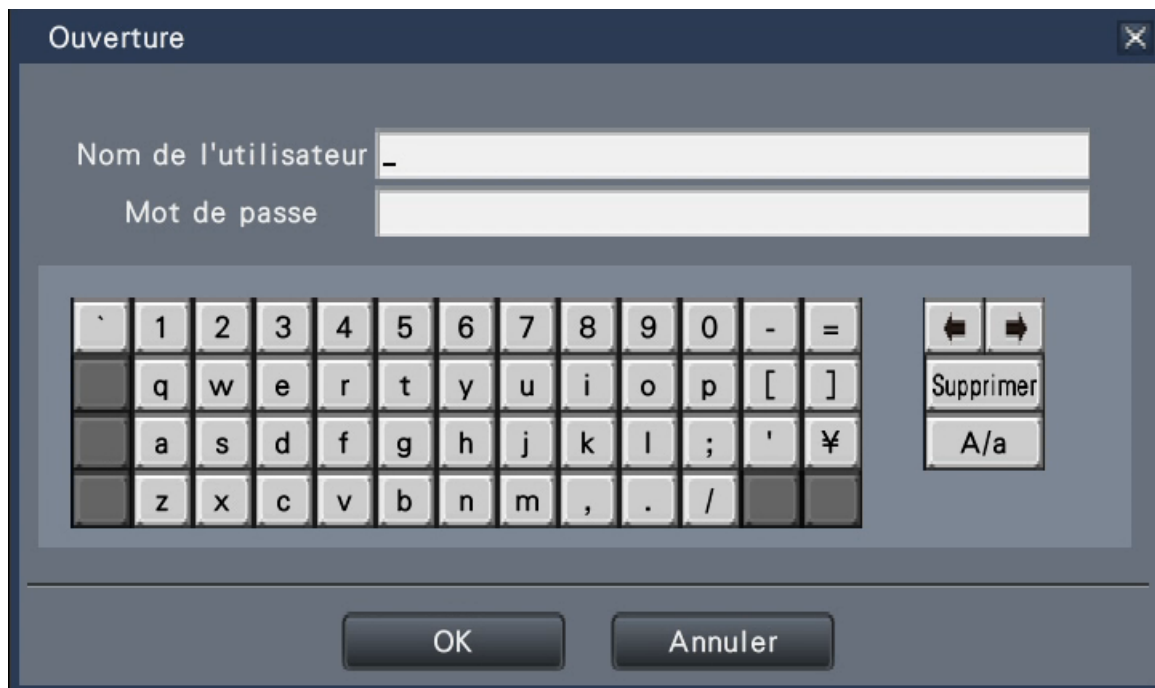 Ouverture
Nom de l'utilisateur _
Mot de passe
` 1 2 3 4 5 6 7 8 9 0 - =
q w e r t y u i o p [ ] Supprimer
a s d f g h j k l ; ' ¥ A/a
z x c v b n m , . /
OK Annuler